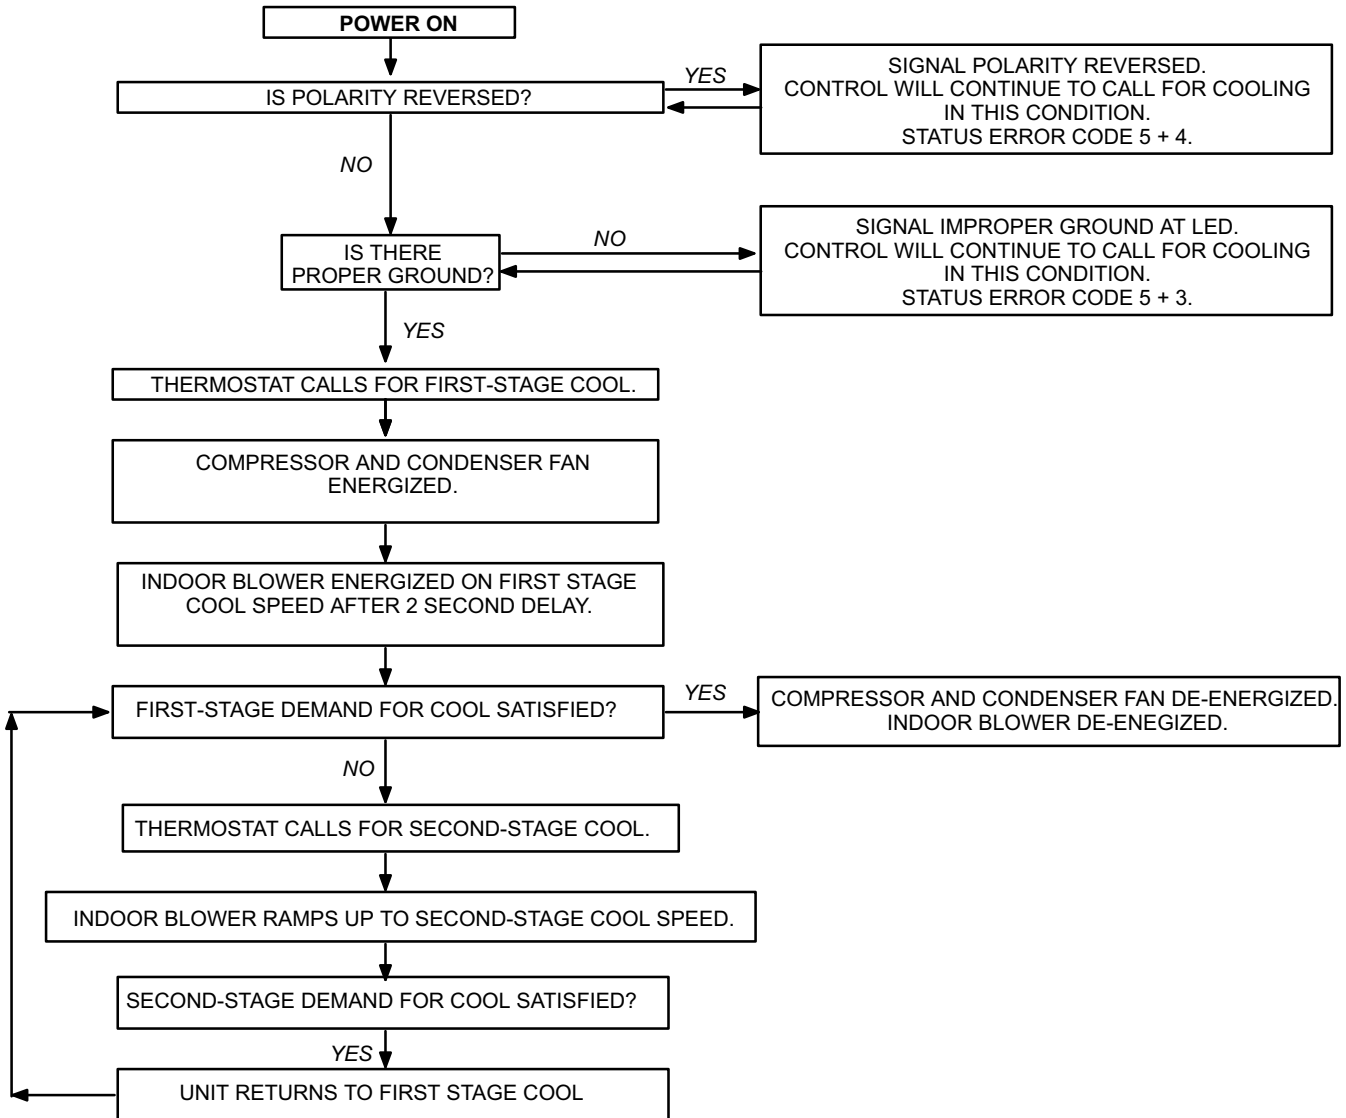 POWER ON
IS POLARITY REVERSED?
YES
SIGNAL POLARITY REVERSED.
CONTROL WILL CONTINUE TO CALL FOR COOLING
IN THIS CONDITION.
STATUS ERROR CODE 5 + 4.
NO
IS THERE
PROPER GROUND?
NO
SIGNAL IMPROPER GROUND AT LED.
CONTROL WILL CONTINUE TO CALL FOR COOLING
IN THIS CONDITION.
STATUS ERROR CODE 5 + 3.
YES
THERMOSTAT CALLS FOR FIRST-STAGE COOL.
COMPRESSOR AND CONDENSER FAN
ENERGIZED.
INDOOR BLOWER ENERGIZED ON FIRST STAGE
COOL SPEED AFTER 2 SECOND DELAY.
FIRST-STAGE DEMAND FOR COOL SATISFIED?
YES
COMPRESSOR AND CONDENSER FAN DE-ENERGIZED.
INDOOR BLOWER DE-ENEGIZED.
NO
THERMOSTAT CALLS FOR SECOND-STAGE COOL.
INDOOR BLOWER RAMPS UP TO SECOND-STAGE COOL SPEED.
SECOND-STAGE DEMAND FOR COOL SATISFIED?
YES
UNIT RETURNS TO FIRST STAGE COOL